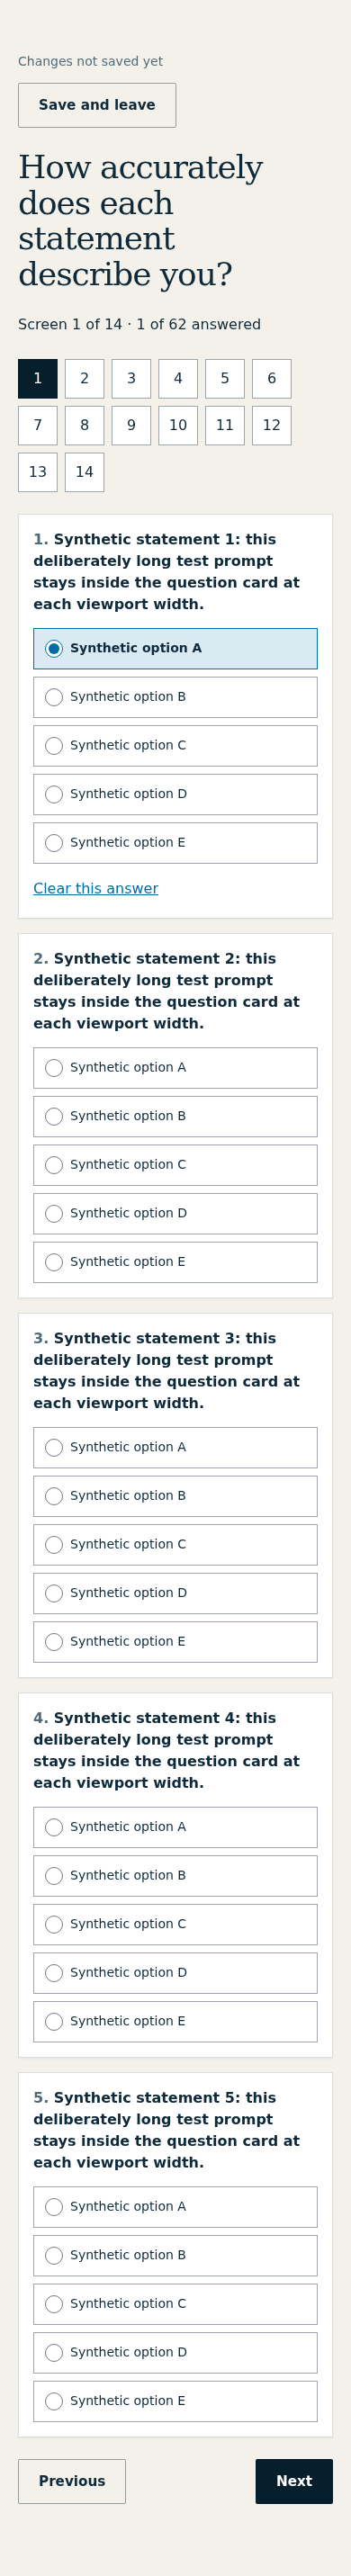 Changes not saved yet
Save and leave
How accurately
does each
statement
describe you?
Screen 1 of 14 · 1 of 62 answered
1 2 3 4 5 6
7 8 9 10 11 12
13 14
1. Synthetic statement 1: this
deliberately long test prompt
stays inside the question card at
each viewport width.
Synthetic option A
Synthetic option B
Synthetic option C
Synthetic option D
Synthetic option E
Clear this answer
2. Synthetic statement 2: this
deliberately long test prompt
stays inside the question card at
each viewport width.
Synthetic option A
Synthetic option B
Synthetic option C
Synthetic option D
Synthetic option E
3. Synthetic statement 3: this
deliberately long test prompt
stays inside the question card at
each viewport width.
Synthetic option A
Synthetic option B
Synthetic option C
Synthetic option D
Synthetic option E
4. Synthetic statement 4: this
deliberately long test prompt
stays inside the question card at
each viewport width.
Synthetic option A
Synthetic option B
Synthetic option C
Synthetic option D
Synthetic option E
5. Synthetic statement 5: this
deliberately long test prompt
stays inside the question card at
each viewport width.
Synthetic option A
Synthetic option B
Synthetic option C
Synthetic option D
Synthetic option E
Previous Next